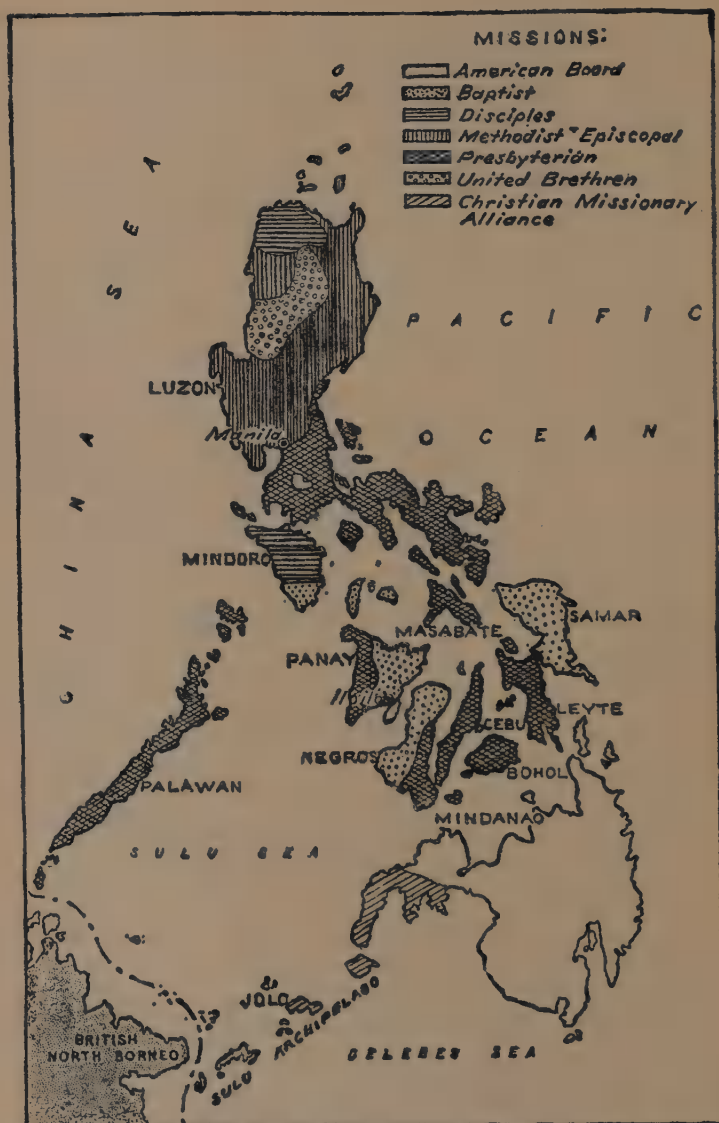 MISSIONS:
American Board
Baptist
Disciples
Methodist Episcopal
Presbyterian
United Brethren
Christian Missionary
Alliance
CHINA SEA
PACIFIC
OCEAN
LUZON
Manila
MINDORO
MASABATE
SAMAR
PANAY
Iloilo
CEBU
LEYTE
NEGROS
BOHOL
PALAWAN
MINDANAO
SULU SEA
JOLO
SULU ARCHIPELAGO
BRITISH
NORTH BORNEO
CELEBES SEA